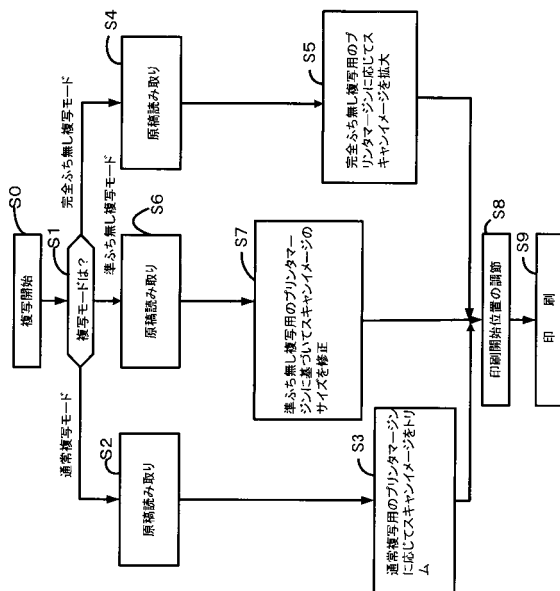 S0
複写開始
S1
複写モードは?
通常複写モード
準ふち無し複写モード
完全ふち無し複写モード
S2
原稿読み取り
S6
原稿読み取り
S4
原稿読み取り
S3
通常複写用のプリンタマージン
に応じてスキャンイメージをトリ
ム
S7
準ふち無し複写用のプリンタマー
ジンに基づいてスキャンイメージの
サイズを修正
S5
完全ふち無し複写用のプ
リンタマージンに応じてス
キャンイメージを拡大
S8
印刷開始位置の調節
S9
印 刷